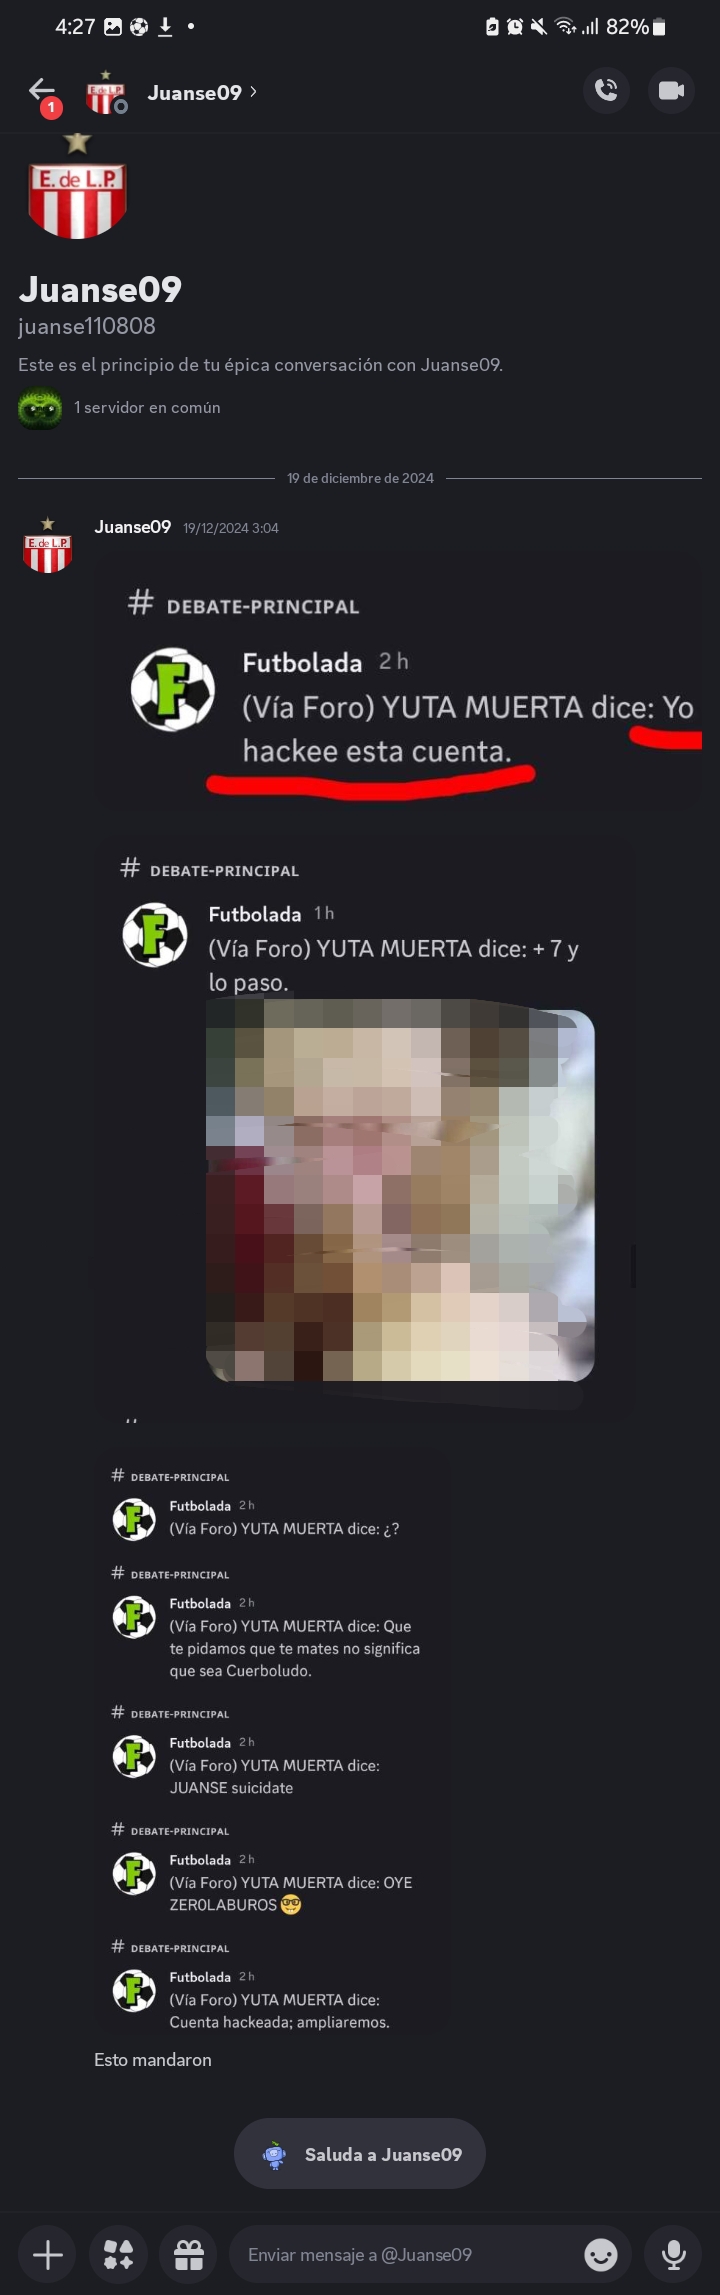 4:27
82%
1
Juanse09
E. de L.P.
Juanse09
juanse110808
Este es el principio de tu épica conversación con Juanse09.
1 servidor en común
19 de diciembre de 2024
E. de L.P.
Juanse09 19/12/2024 3:04
# DEBATE-PRINCIPAL
Futbolada 2 h
(Vía Foro) YUTA MUERTA dice: Yo
hackee esta cuenta.
# DEBATE-PRINCIPAL
Futbolada 1 h
(Vía Foro) YUTA MUERTA dice: + 7 y
lo paso.
# DEBATE-PRINCIPAL
Futbolada 2 h
(Vía Foro) YUTA MUERTA dice: ¿?
# DEBATE-PRINCIPAL
Futbolada 2 h
(Vía Foro) YUTA MUERTA dice: Que
te pidamos que te mates no significa
que sea Cuerboludo.
# DEBATE-PRINCIPAL
Futbolada 2 h
(Vía Foro) YUTA MUERTA dice:
JUANSE suicidate
# DEBATE-PRINCIPAL
Futbolada 2 h
(Vía Foro) YUTA MUERTA dice: OYE
ZER0LABUROS 🤓
# DEBATE-PRINCIPAL
Futbolada 2 h
(Vía Foro) YUTA MUERTA dice:
Cuenta hackeada; ampliaremos.
Esto mandaron
Saluda a Juanse09
Enviar mensaje a @Juanse09